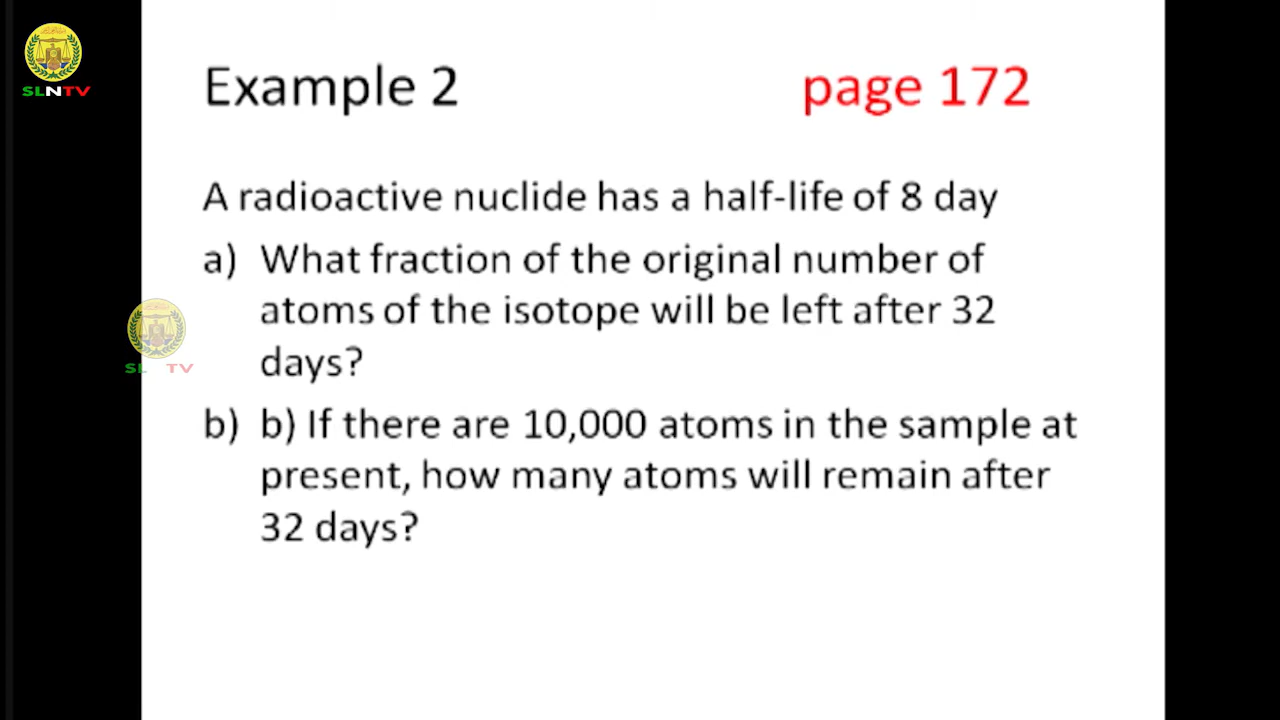 SLNTV
Example 2 page 172
A radioactive nuclide has a half-life of 8 day
a) What fraction of the original number of
atoms of the isotope will be left after 32
days?
SL TV
b) b) If there are 10,000 atoms in the sample at
present, how many atoms will remain after
32 days?